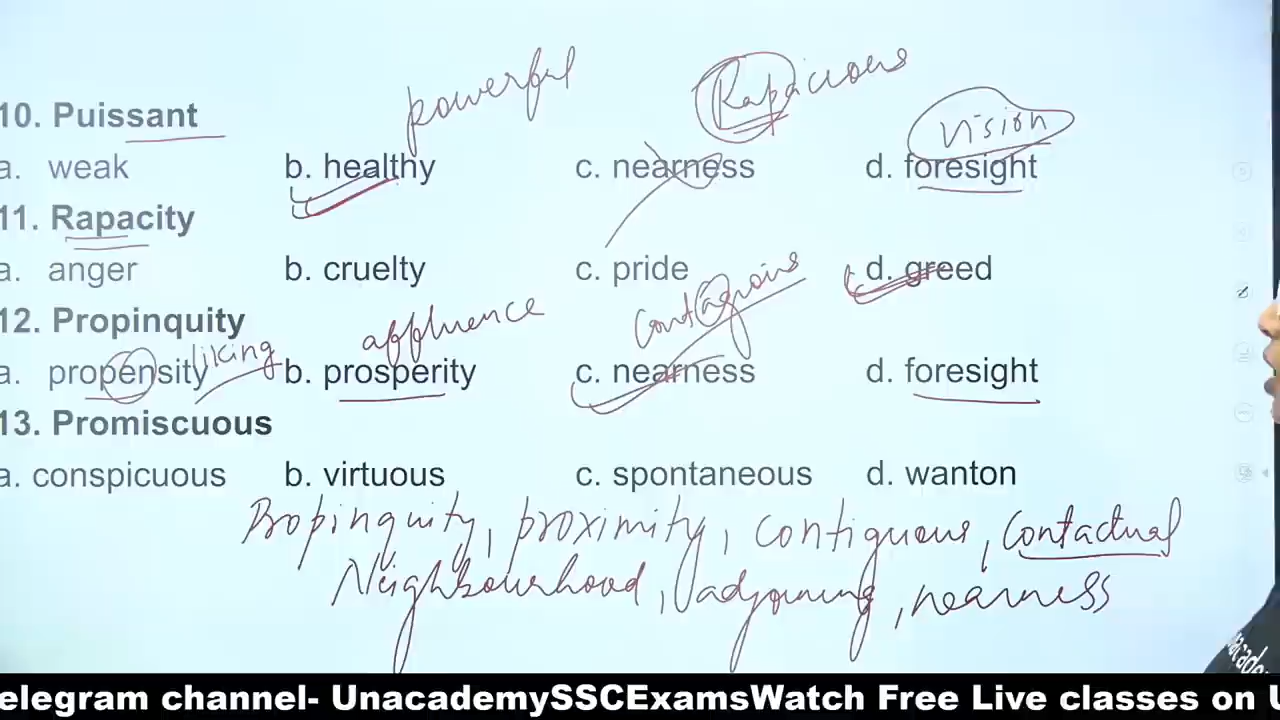 powerful Rapacious
10. Puissant vision
a. weak b. healthy c. nearness d. foresight
11. Rapacity
a. anger b. cruelty c. pride d. greed
contagious
12. Propinquity affluence
liking
a. propensity b. prosperity c. nearness d. foresight
13. Promiscuous
a. conspicuous b. virtuous c. spontaneous d. wanton
Propinquity, proximity, contiguous, contactual
Neighbourhood, adjoining, nearness
elegram channel- UnacademySSCExamsWatch Free Live classes on U